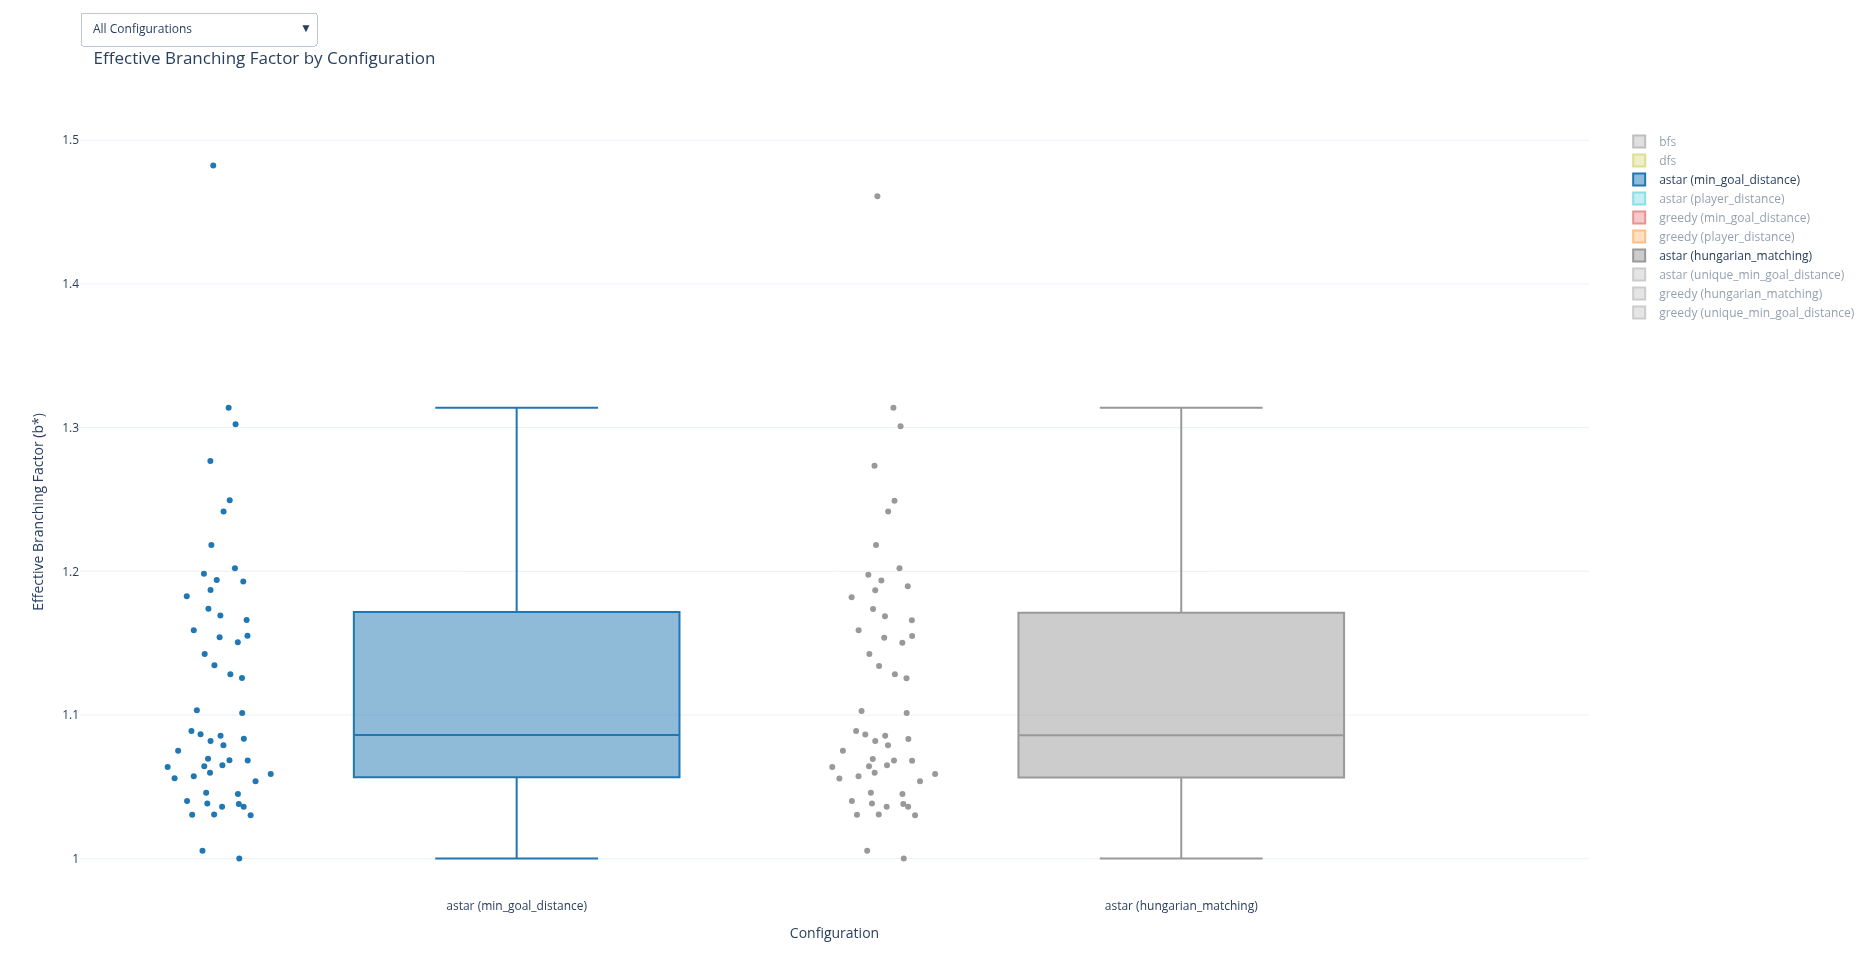 All Configurations ▼
Effective Branching Factor by Configuration
Effective Branching Factor (b*)
1.5
1.4
1.3
1.2
1.1
1
astar (min_goal_distance)
astar (hungarian_matching)
Configuration
bfs
dfs
astar (min_goal_distance)
astar (player_distance)
greedy (min_goal_distance)
greedy (player_distance)
astar (hungarian_matching)
astar (unique_min_goal_distance)
greedy (hungarian_matching)
greedy (unique_min_goal_distance)